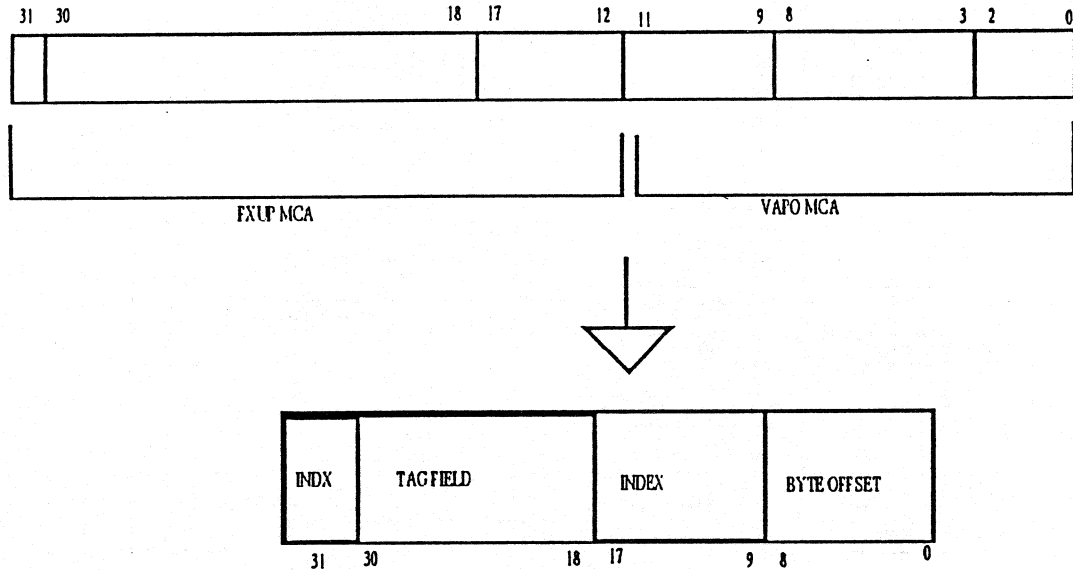 31 30 18 17 12 11 9 8 3 2 0
FXUP MCA VAPO MCA
INDX TAG FIELD INDEX BYTE OFFSET
31 30 18 17 9 8 0